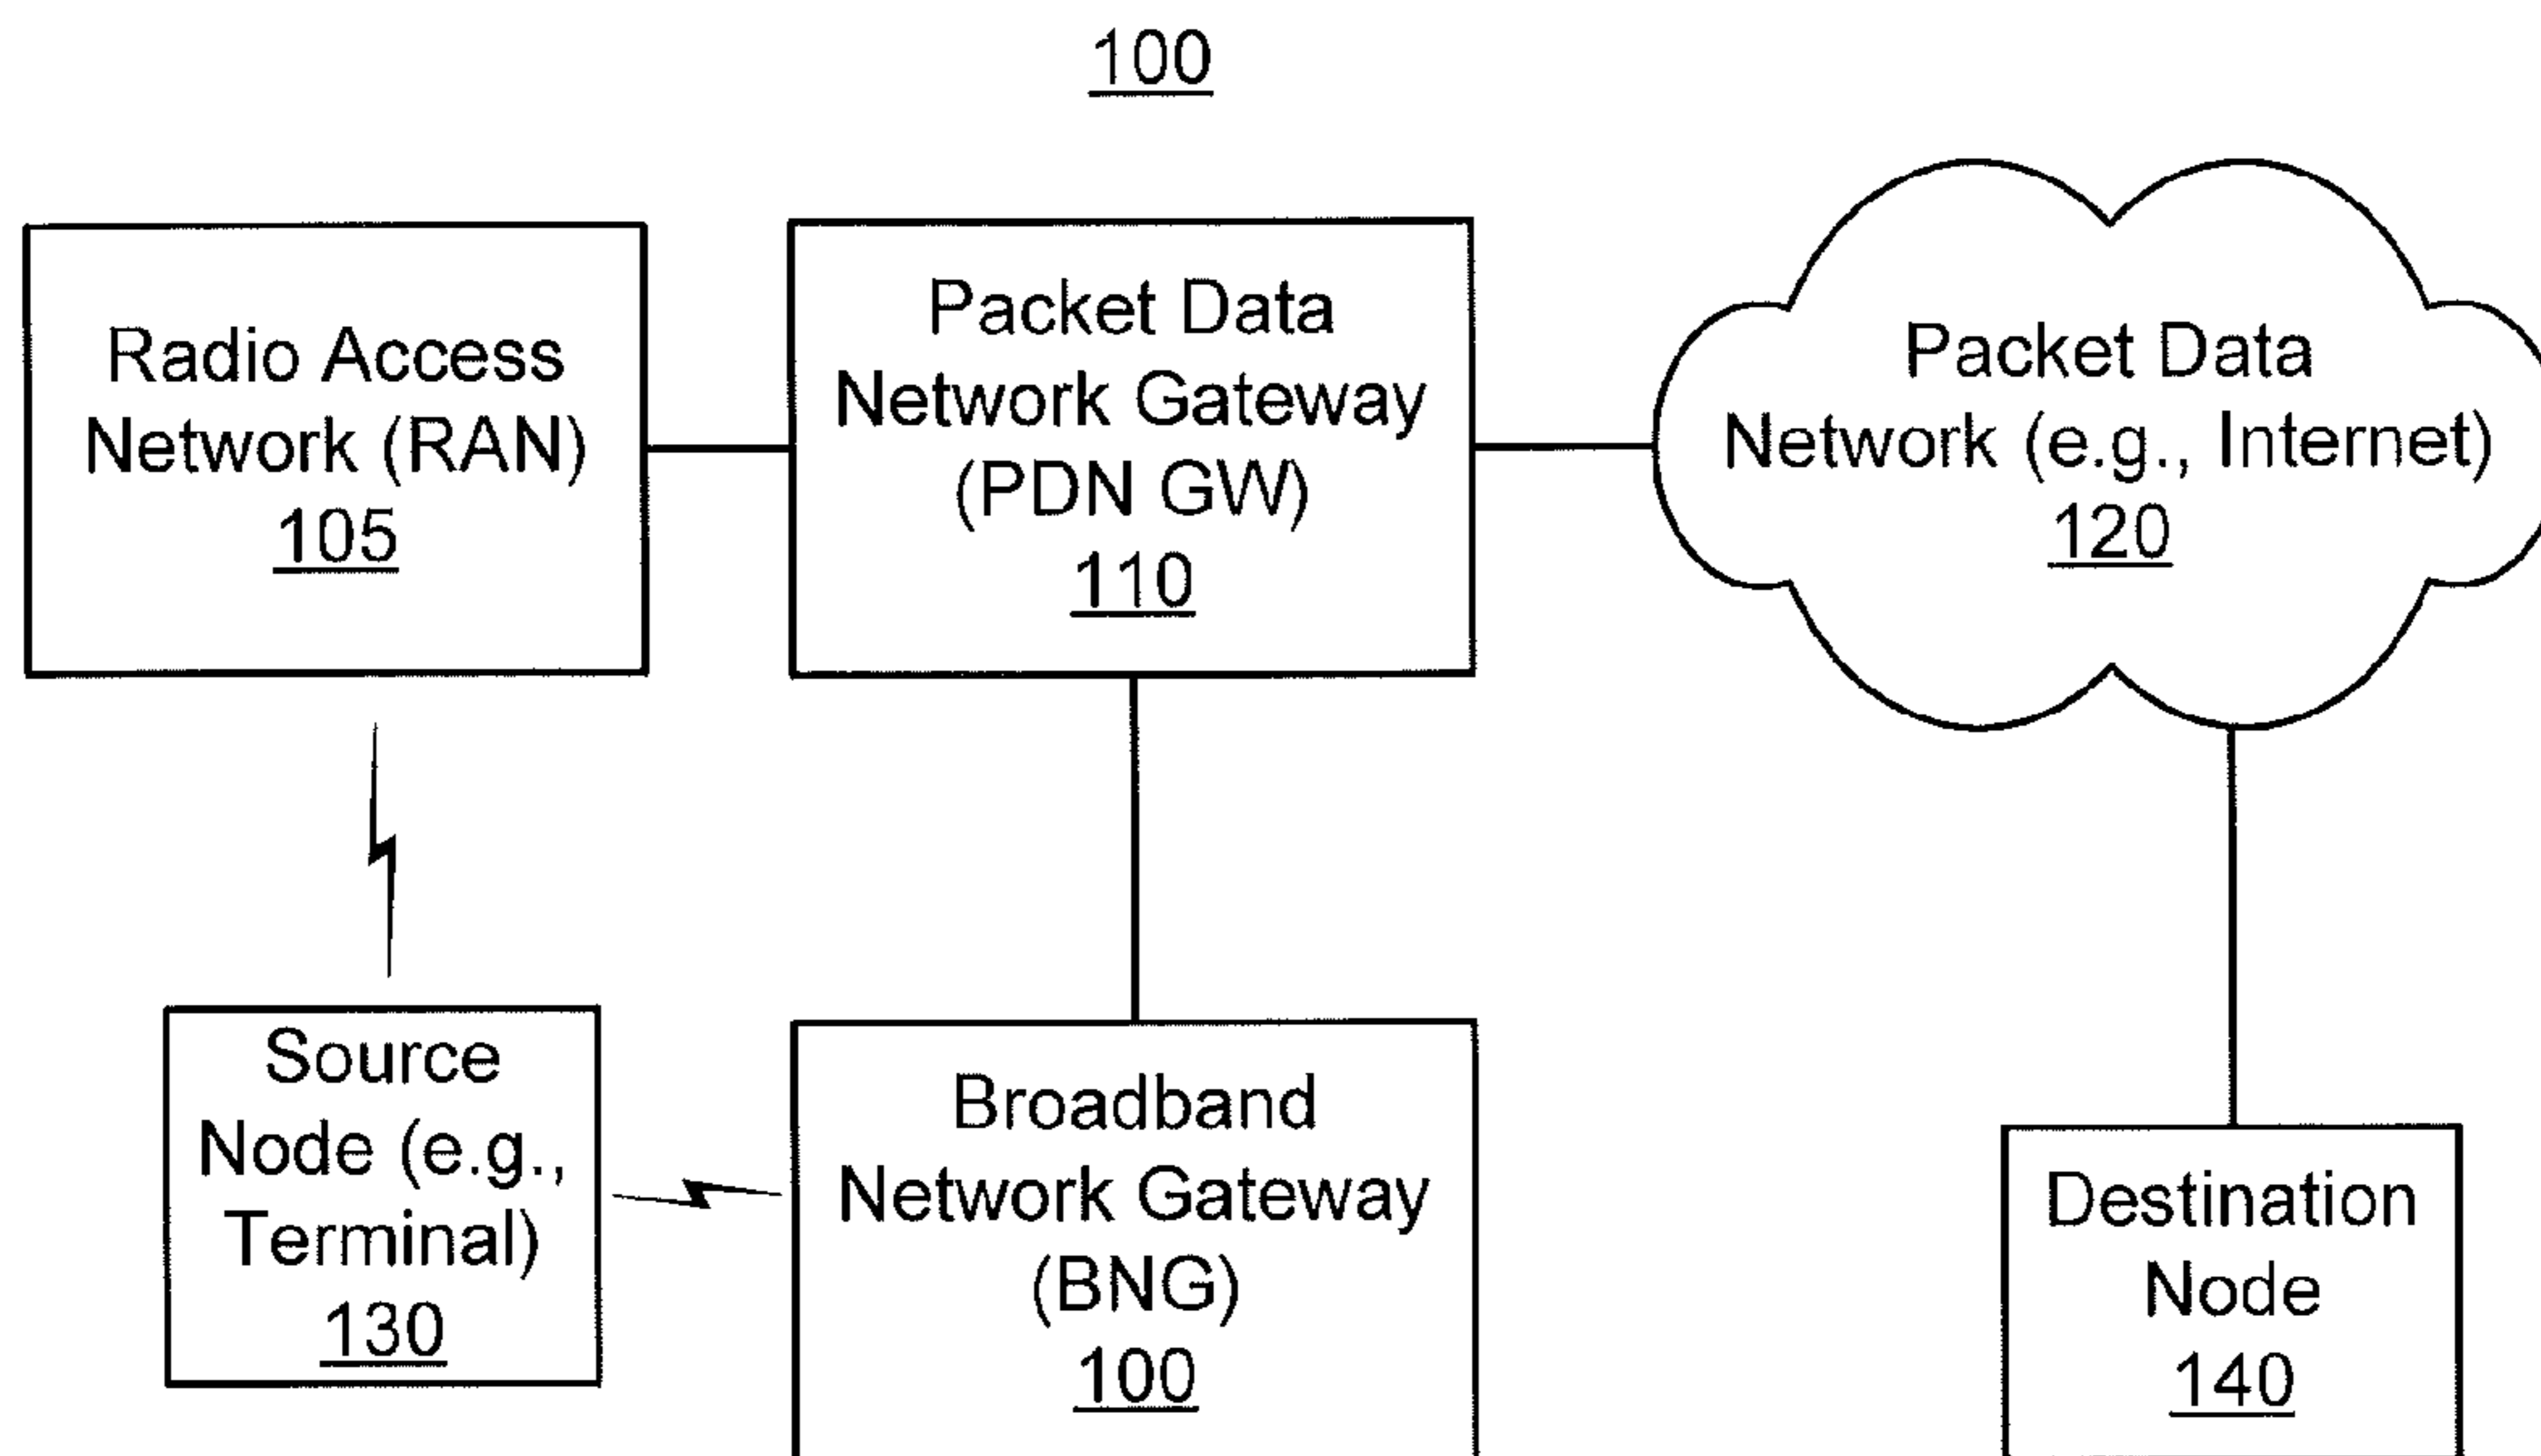 100
Radio Access
Network (RAN)
105
Packet Data
Network Gateway
(PDN GW)
110
Packet Data
Network (e.g., Internet)
120
Source
Node (e.g.,
Terminal)
130
Broadband
Network Gateway
(BNG)
100
Destination
Node
140